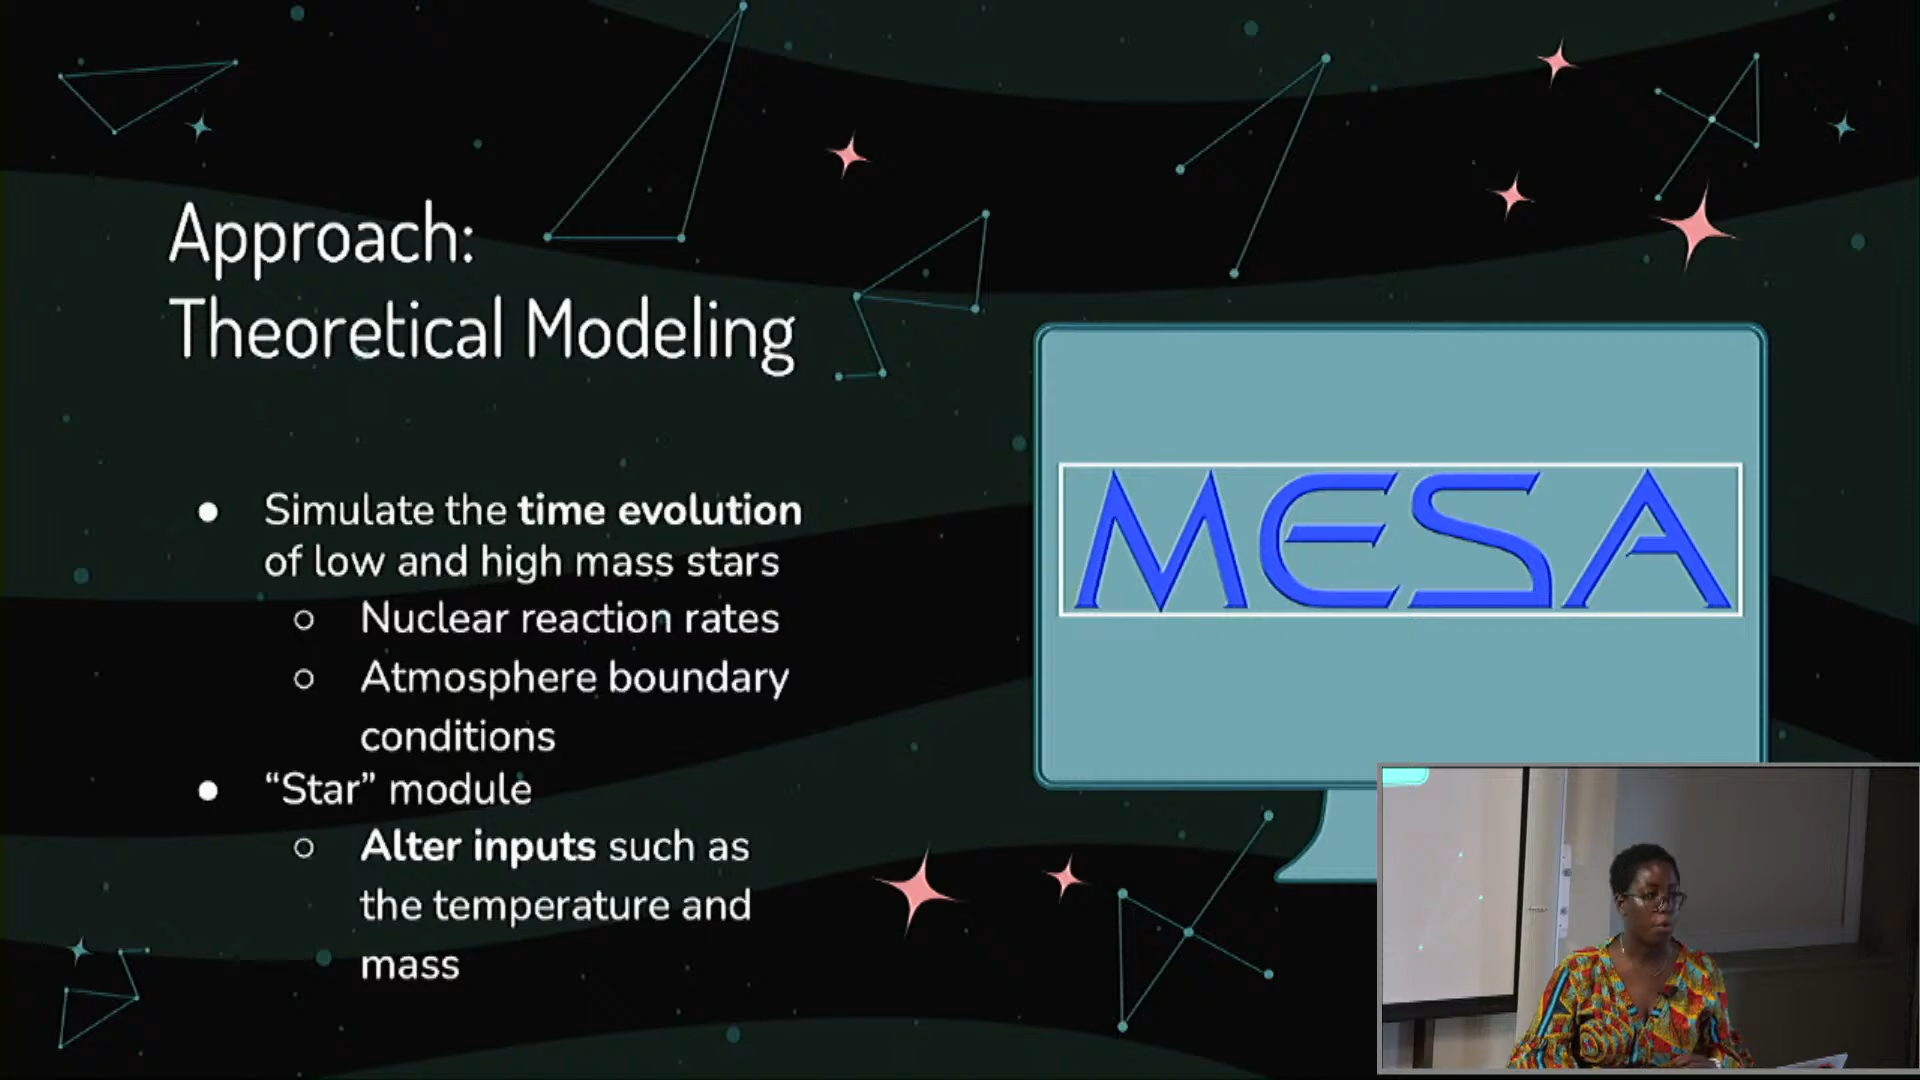 Approach:
Theoretical Modeling
● Simulate the time evolution
of low and high mass stars
○ Nuclear reaction rates
○ Atmosphere boundary
conditions
● “Star” module
○ Alter inputs such as
the temperature and
mass
MESA